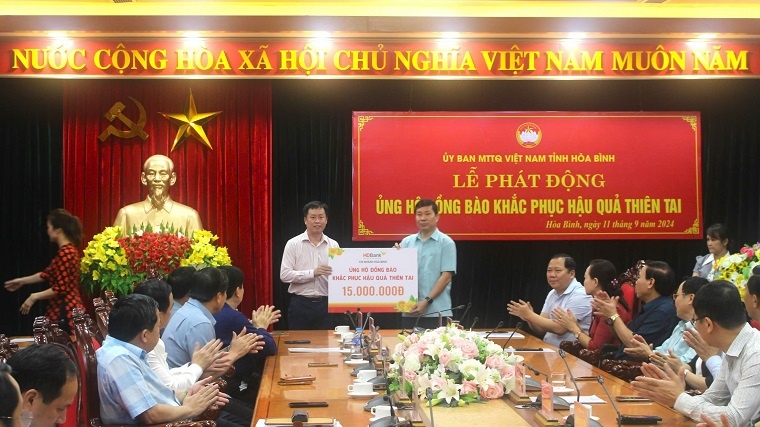 NƯỚC CỘNG HÒA XÃ HỘI CHỦ NGHĨA VIỆT NAM MUÔN NĂM
ỦY BAN MTTQ VIỆT NAM TỈNH HÒA BÌNH
LỄ PHÁT ĐỘNG
ỦNG HỘ ĐỒNG BÀO KHẮC PHỤC HẬU QUẢ THIÊN TAI
Hòa Bình, ngày 11 tháng 9 năm 2024
HDBank
ỦNG HỘ ĐỒNG BÀO
KHẮC PHỤC HẬU QUẢ THIÊN TAI
15.000.000Đ